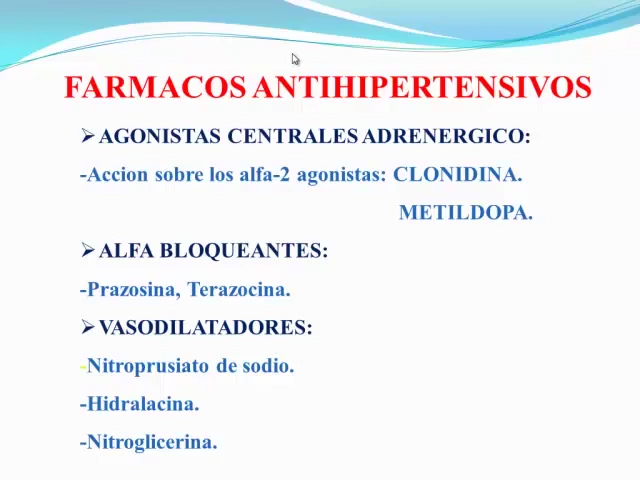 FARMACOS ANTIHIPERTENSIVOS
➢AGONISTAS CENTRALES ADRENERGICO:
-Accion sobre los alfa-2 agonistas: CLONIDINA.
METILDOPA.
➢ALFA BLOQUEANTES:
-Prazosina, Terazocina.
➢VASODILATADORES:
-Nitroprusiato de sodio.
-Hidralacina.
-Nitroglicerina.